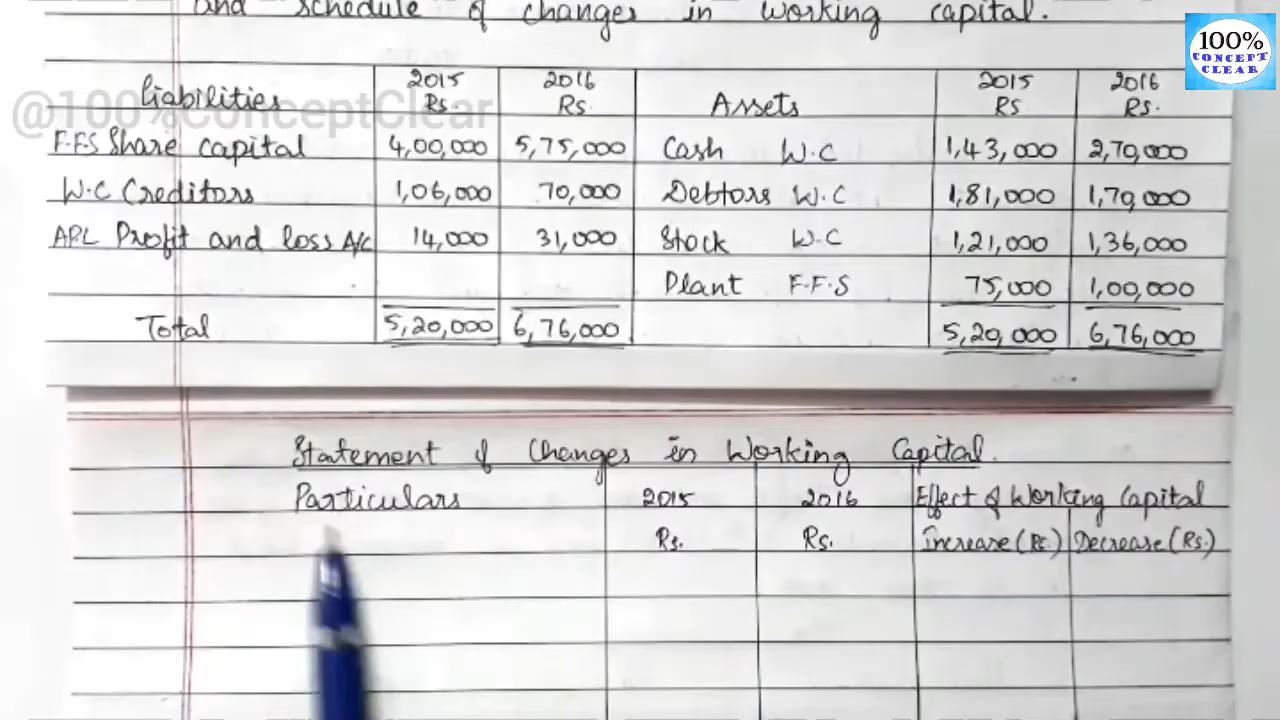 and schedule of changes in working capital.
100%
CONCEPT
CLEAR
@100%ConceptClear
Liabilities 2015 Rs. 2016 Rs. Assets 2015 Rs 2016 Rs.
F.F.S Share capital 4,00,000 5,75,000 Cash W.C 1,43,000 2,70,000
W.C Creditors 1,06,000 70,000 Debtors W.C 1,81,000 1,70,000
APL Profit and loss A/c 14,000 31,000 Stock W.C 1,21,000 1,36,000
Plant F.F.S 75,000 1,00,000
Total 5,20,000 6,76,000 5,20,000 6,76,000
Statement of Changes in Working Capital.
Particulars 2015 2016 Effect of Working Capital
Rs. Rs. Increase (Rs.) Decrease (Rs.)